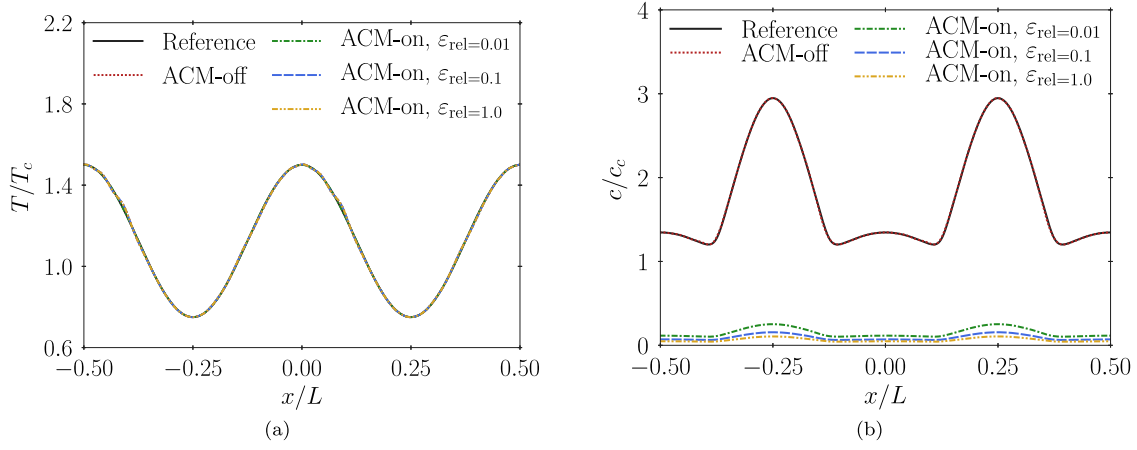 2.2
1.8
1.4
1.0
0.6
T/T_c
Reference
ACM-off
ACM-on, ε_rel=0.01
ACM-on, ε_rel=0.1
ACM-on, ε_rel=1.0
−0.50 −0.25 0.00 0.25 0.50
x/L
(a)
4
3
2
1
0
c/c_c
Reference
ACM-off
ACM-on, ε_rel=0.01
ACM-on, ε_rel=0.1
ACM-on, ε_rel=1.0
−0.50 −0.25 0.00 0.25 0.50
x/L
(b)